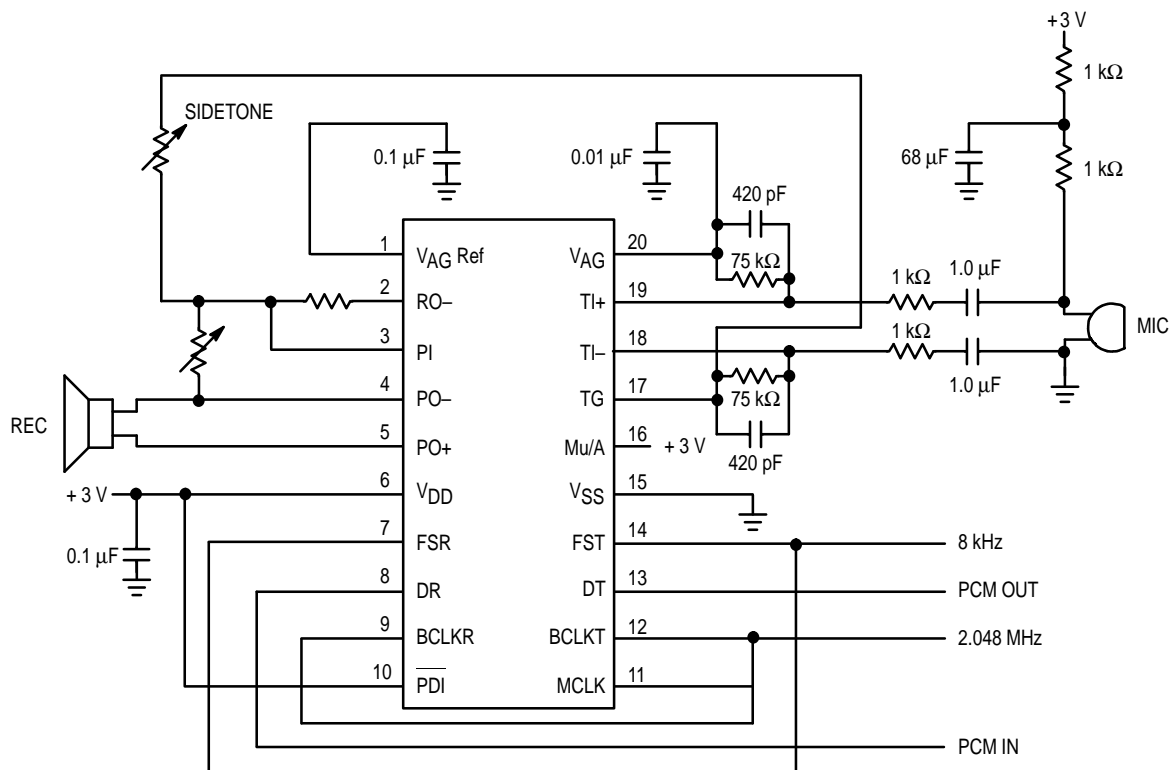 + 3 V
1 kΩ
SIDETONE
0.1 μF
0.01 μF
68 μF
1 kΩ
420 pF
1
V_AG Ref
V_AG
20
75 kΩ
1 kΩ
1.0 μF
2
RO–
TI+
19
1 kΩ
MIC
3
PI
TI–
18
1.0 μF
4
PO–
TG
17
75 kΩ
REC
5
PO+
Mu/A
16
+ 3 V
420 pF
+ 3 V
6
V_DD
V_SS
15
7
FSR
FST
14
8 kHz
0.1 μF
8
DR
DT
13
PCM OUT
9
BCLKR
BCLKT
12
2.048 MHz
10
PDI
MCLK
11
PCM IN